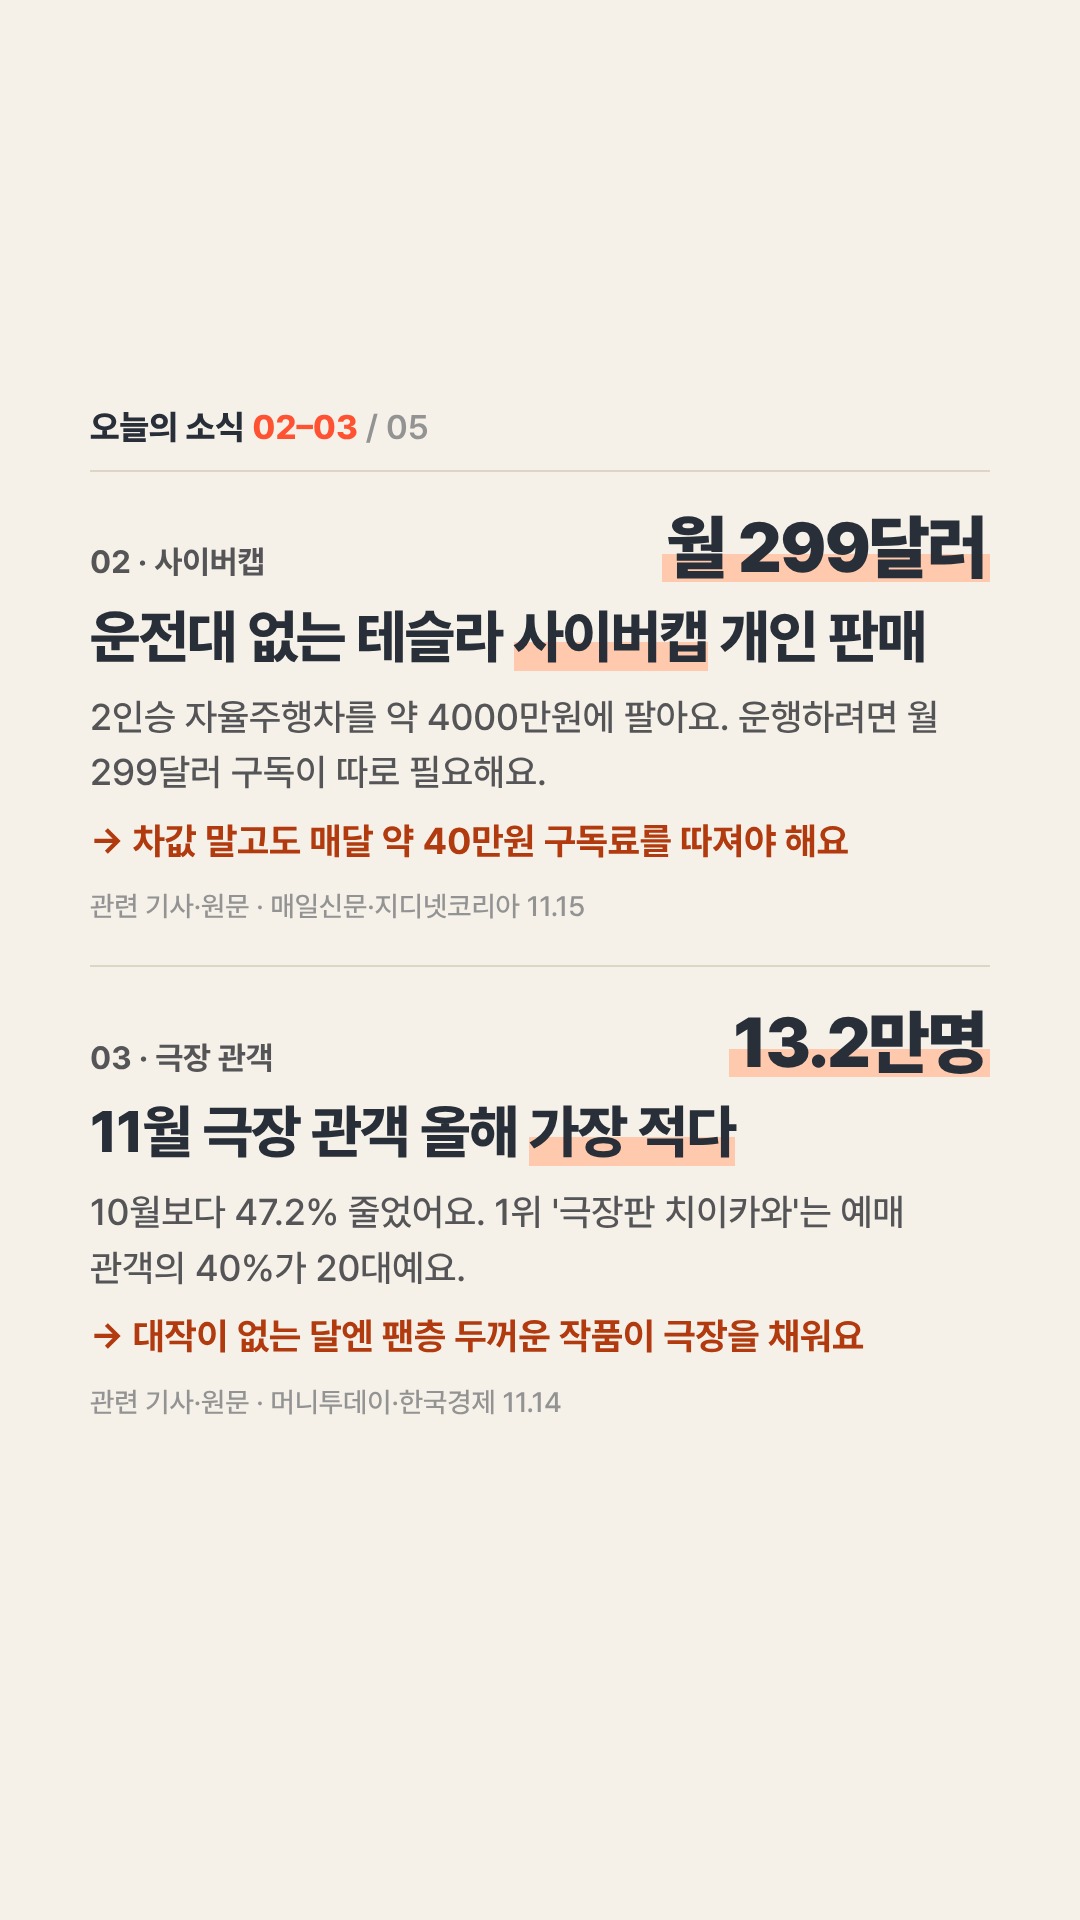 오늘의 소식 02–03 / 05
02 · 사이버캡
월 299달러
운전대 없는 테슬라 사이버캡 개인 판매
2인승 자율주행차를 약 4000만원에 팔아요. 운행하려면 월
299달러 구독이 따로 필요해요.
→ 차값 말고도 매달 약 40만원 구독료를 따져야 해요
관련 기사·원문 · 매일신문·지디넷코리아 11.15
03 · 극장 관객
13.2만명
11월 극장 관객 올해 가장 적다
10월보다 47.2% 줄었어요. 1위 '극장판 치이카와'는 예매
관객의 40%가 20대예요.
→ 대작이 없는 달엔 팬층 두꺼운 작품이 극장을 채워요
관련 기사·원문 · 머니투데이·한국경제 11.14